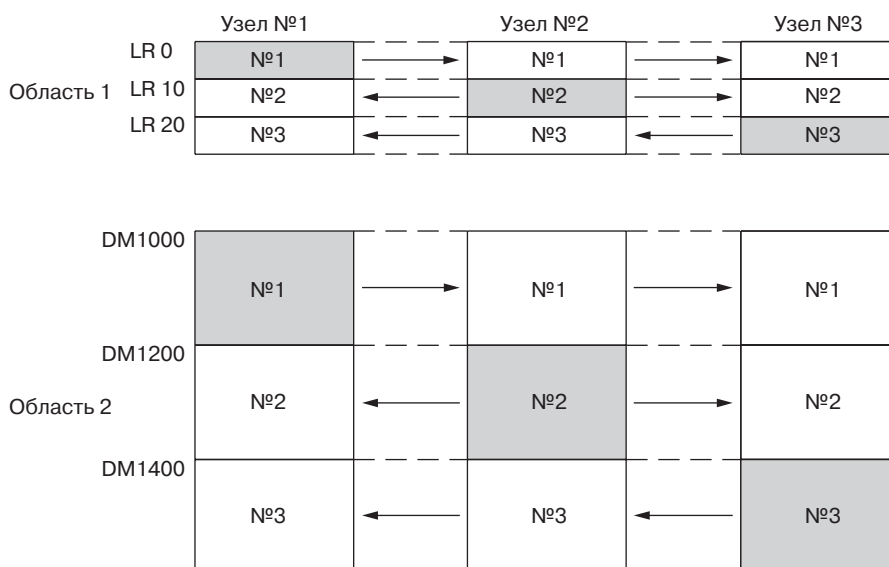 Узел №1 Узел №2 Узел №3
LR 0 №1 №1 №1
Область 1 LR 10 №2 №2 №2
LR 20 №3 №3 №3
DM1000
№1 №1 №1
DM1200
Область 2 №2 №2 №2
DM1400
№3 №3 №3